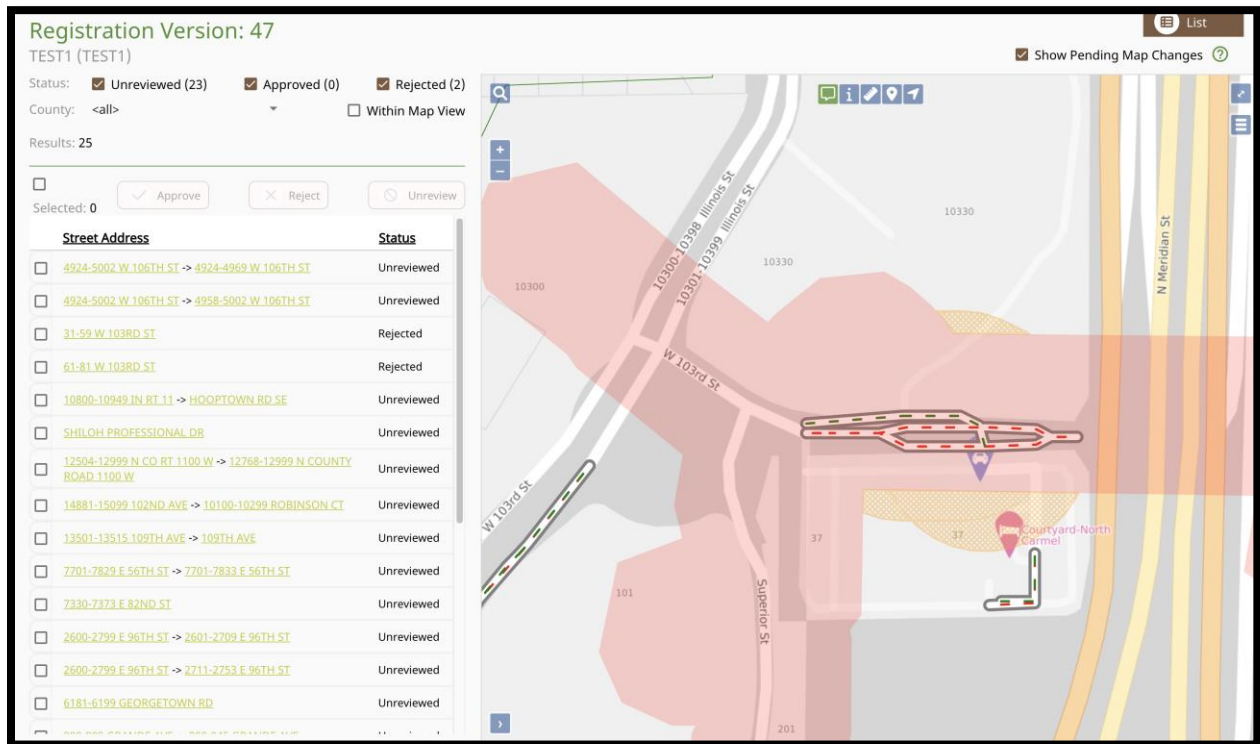 Registration Version: 47
List
TEST1 (TEST1)
Show Pending Map Changes ?
Status: Unreviewed (23) Approved (0) Rejected (2)
County: <all> Within Map View
Results: 25
Approve Reject Unreview
Selected: 0
Street Address Status
4924-5002 W 106TH ST -> 4924-4969 W 106TH ST Unreviewed
4924-5002 W 106TH ST -> 4958-5002 W 106TH ST Unreviewed
31-59 W 103RD ST Rejected
61-81 W 103RD ST Rejected
10800-10949 IN RT 11 -> HOOPTOWN RD SE Unreviewed
SHILOH PROFESSIONAL DR Unreviewed
12504-12999 N CO RT 1100 W -> 12768-12999 N COUNTY
ROAD 1100 W Unreviewed
14881-15099 102ND AVE -> 10100-10299 ROBINSON CT Unreviewed
13501-13515 109TH AVE -> 109TH AVE Unreviewed
7701-7829 E 56TH ST -> 7701-7833 E 56TH ST Unreviewed
7330-7373 E 82ND ST Unreviewed
2600-2799 E 96TH ST -> 2601-2709 E 96TH ST Unreviewed
2600-2799 E 96TH ST -> 2711-2753 E 96TH ST Unreviewed
6181-6199 GEORGETOWN RD Unreviewed
i
+
-
10300-10398 Illinois St
10301-10399 Illinois St
10330
N Meridian St
10330
10300
W 103rd St
W 103rd St
37
37
Courtyard-North
Carmel
101
Superior St
201